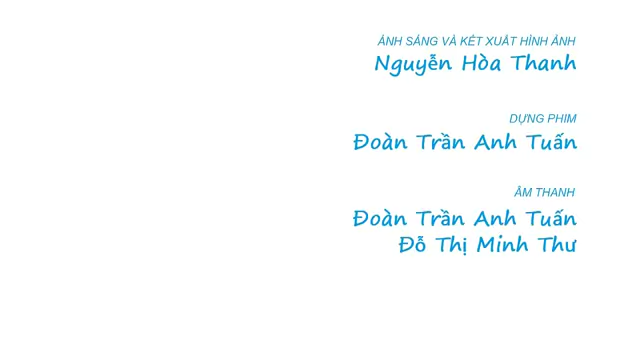 ÁNH SÁNG VÀ KẾT XUẤT HÌNH ẢNH
Nguyễn Hòa Thanh
DỰNG PHIM
Đoàn Trần Anh Tuấn
ÂM THANH
Đoàn Trần Anh Tuấn
Đỗ Thị Minh Thư